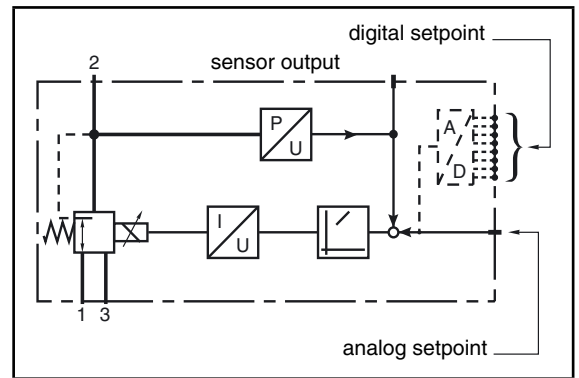 digital setpoint
2
sensor output
P
U
A
D
I
U
1 3
analog setpoint